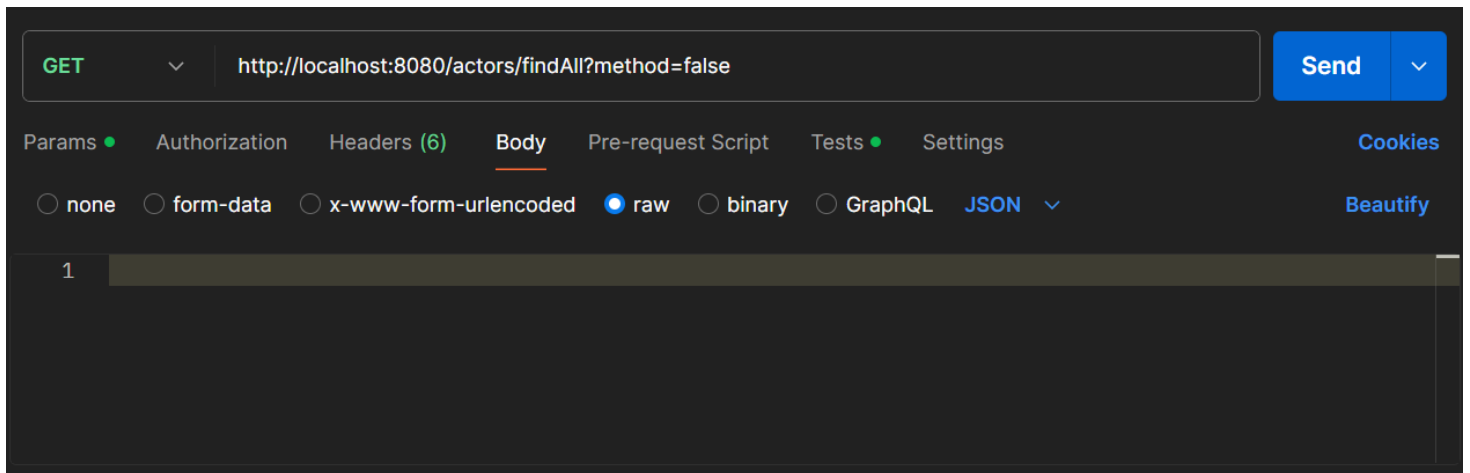 GET http://localhost:8080/actors/findAll?method=false Send
Params Authorization Headers (6) Body Pre-request Script Tests Settings Cookies
none form-data x-www-form-urlencoded raw binary GraphQL JSON Beautify
1